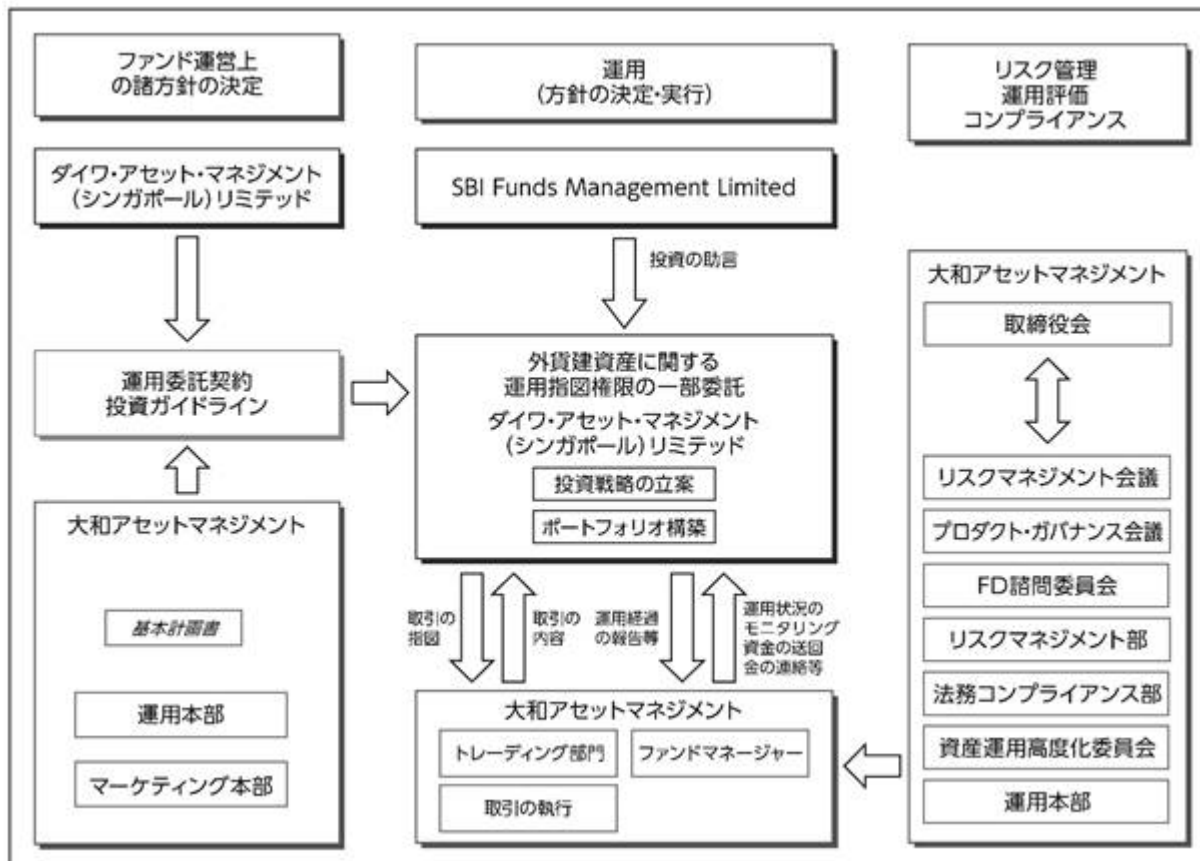 ファンド運営上
の諸方針の決定
ダイワ・アセット・マネジメント
（シンガポール）リミテッド
運用委託契約
投資ガイドライン
大和アセットマネジメント
基本計画書
運用本部
マーケティング本部
運用
（方針の決定・実行）
SBI Funds Management Limited
投資の助言
外貨建資産に関する
運用指図権限の一部委託
ダイワ・アセット・マネジメント
（シンガポール）リミテッド
投資戦略の立案
ポートフォリオ構築
取引の
指図
取引の
内容
運用経過
の報告等
運用状況の
モニタリング
資金の送回
金の連絡等
大和アセットマネジメント
トレーディング部門
ファンドマネージャー
取引の執行
リスク管理
運用評価
コンプライアンス
大和アセットマネジメント
取締役会
リスクマネジメント会議
プロダクト・ガバナンス会議
FD諮問委員会
リスクマネジメント部
法務コンプライアンス部
資産運用高度化委員会
運用本部